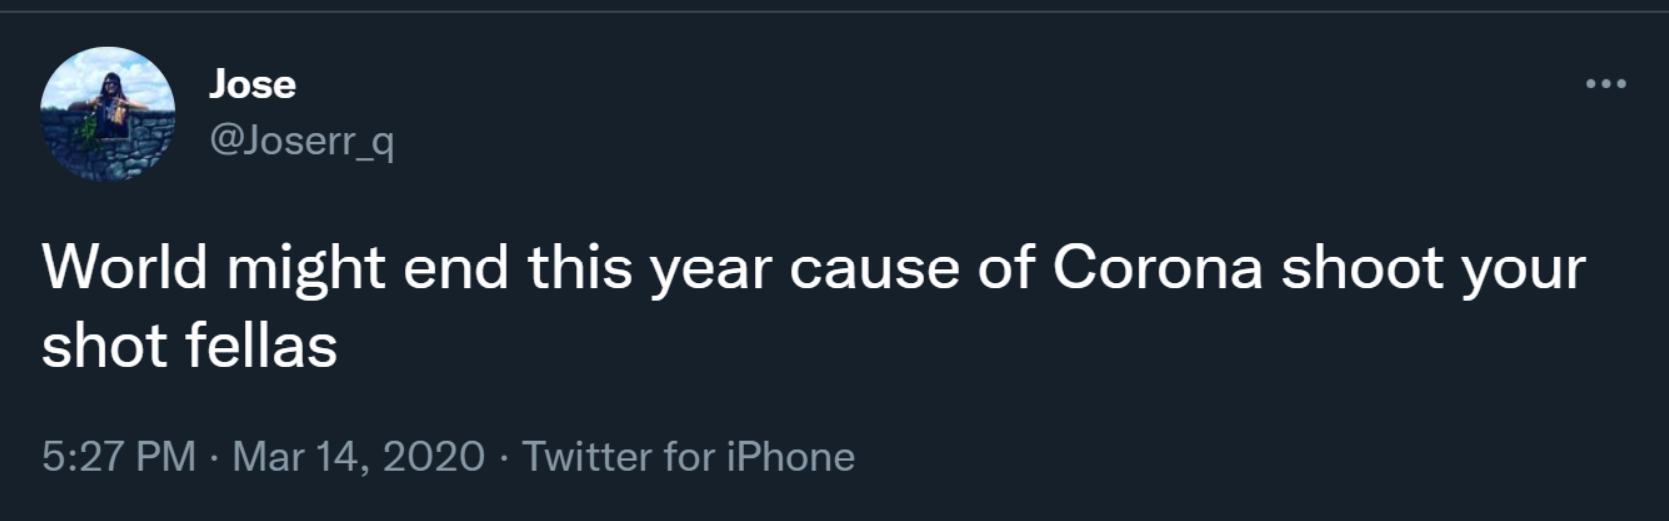 Jose
@Joserr_q
World might end this year cause of Corona shoot your
shot fellas
5:27 PM · Mar 14, 2020 · Twitter for iPhone